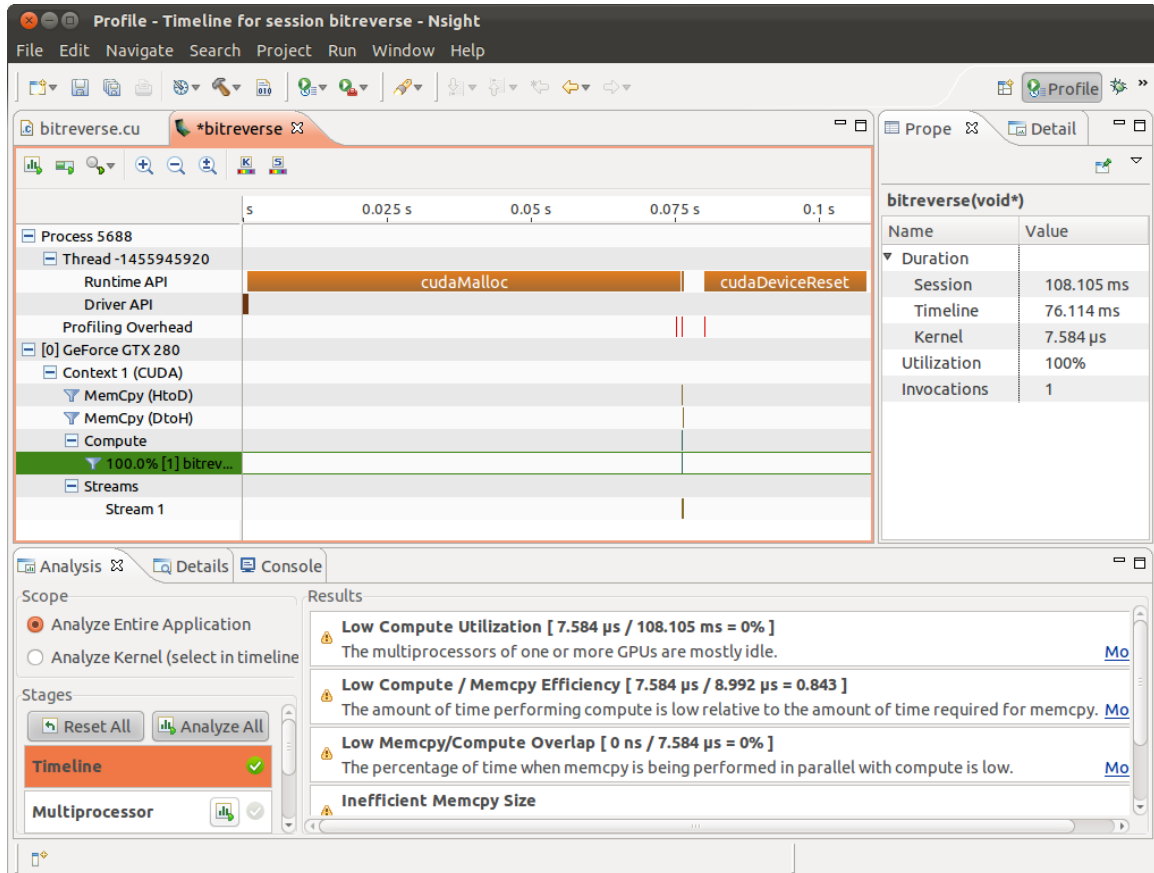 Profile - Timeline for session bitreverse - Nsight
File Edit Navigate Search Project Run Window Help
Profile »
bitreverse.cu *bitreverse
Prope Detail
s 0.025 s 0.05 s 0.075 s 0.1 s
Process 5688
Thread -1455945920
Runtime API cudaMalloc cudaDeviceReset
Driver API
Profiling Overhead
[0] GeForce GTX 280
Context 1 (CUDA)
MemCpy (HtoD)
MemCpy (DtoH)
Compute
100.0% [1] bitrev...
Streams
Stream 1
bitreverse(void*)
Name Value
Duration
Session 108.105 ms
Timeline 76.114 ms
Kernel 7.584 µs
Utilization 100%
Invocations 1
Analysis Details Console
Scope
Analyze Entire Application
Analyze Kernel (select in timeline
Stages
Reset All Analyze All
Timeline
Multiprocessor
Results
Low Compute Utilization [ 7.584 µs / 108.105 ms = 0% ]
The multiprocessors of one or more GPUs are mostly idle. Mo
Low Compute / Memcpy Efficiency [ 7.584 µs / 8.992 µs = 0.843 ]
The amount of time performing compute is low relative to the amount of time required for memcpy. Mo
Low Memcpy/Compute Overlap [ 0 ns / 7.584 µs = 0% ]
The percentage of time when memcpy is being performed in parallel with compute is low. Mo
Inefficient Memcpy Size